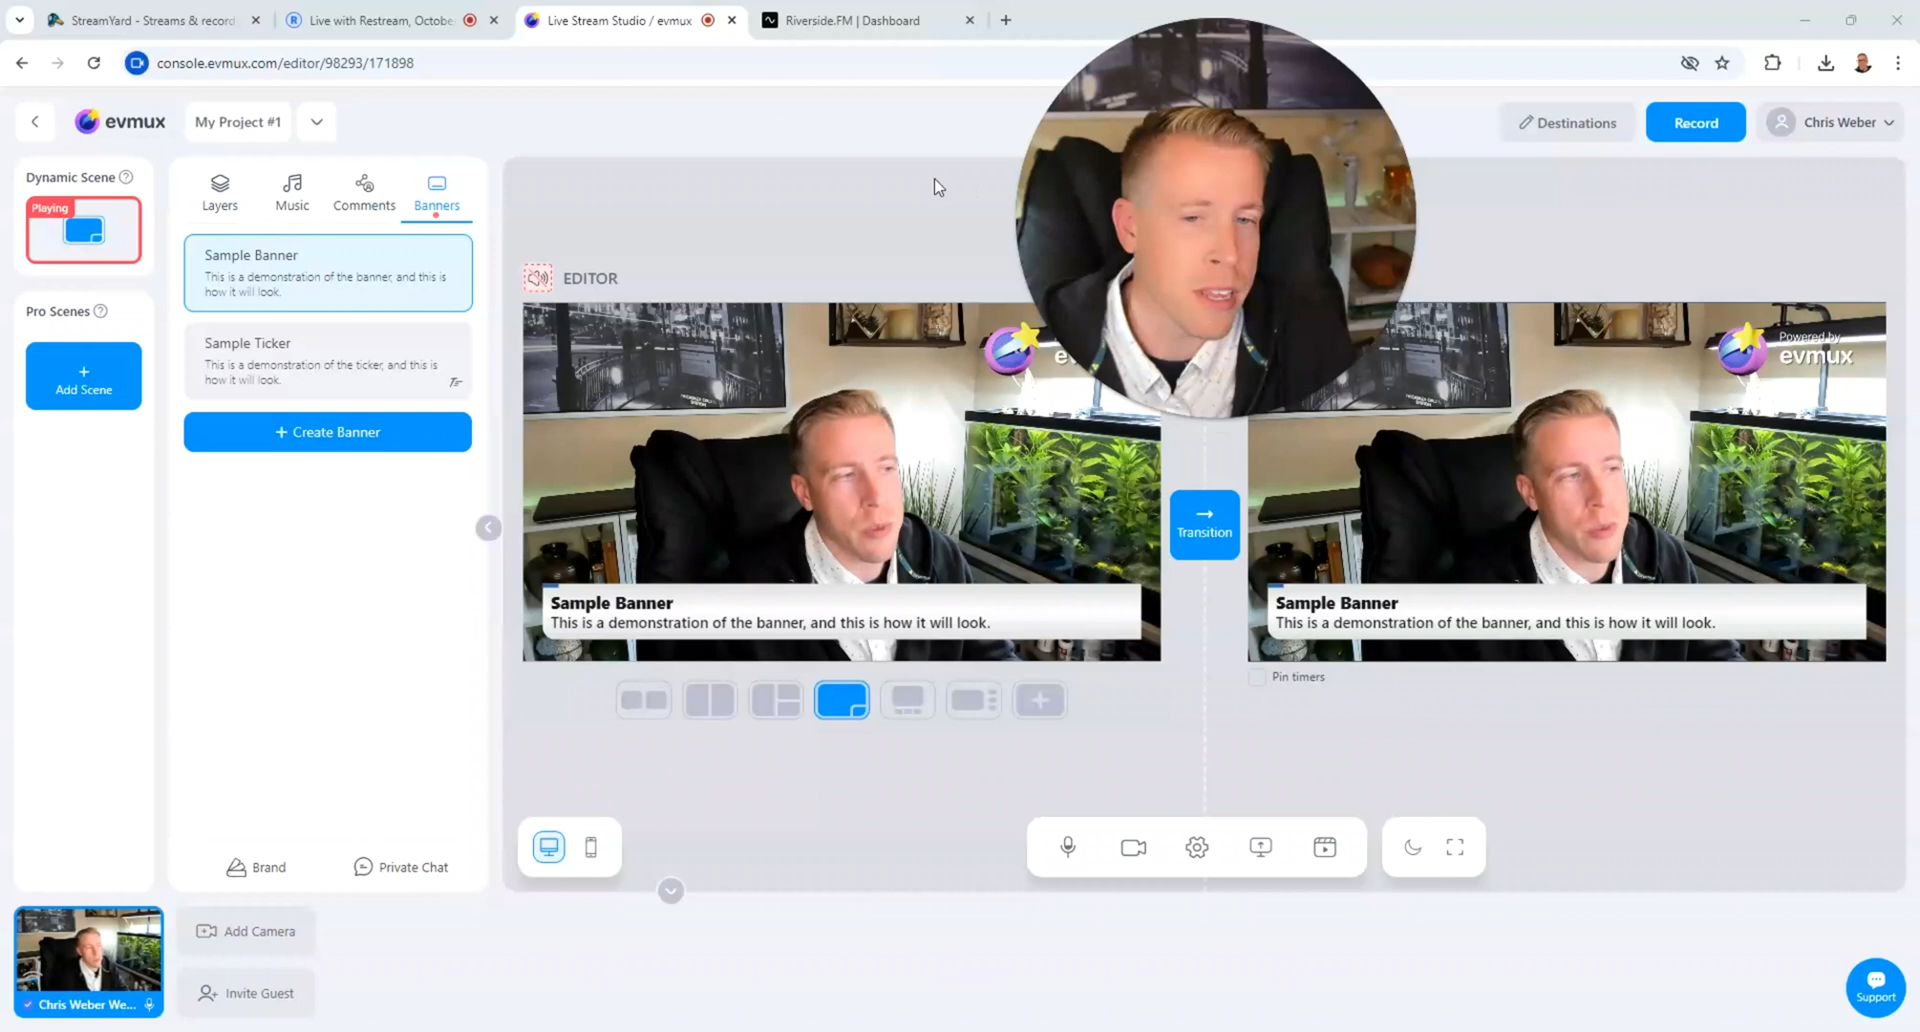 StreamYard - Streams & record
Live with Restream, Octobe
Live Stream Studio / evmux
Riverside.FM | Dashboard
console.evmux.com/editor/98293/171898
evmux
My Project #1
Destinations
Record
Chris Weber
Dynamic Scene
Playing
Pro Scenes
+
Add Scene
Layers
Music
Comments
Banners
Sample Banner
This is a demonstration of the banner, and this is
how it will look.
Sample Ticker
This is a demonstration of the ticker, and this is
how it will look.
+ Create Banner
Brand
Private Chat
EDITOR
Sample Banner
This is a demonstration of the banner, and this is how it will look.
Transition
Powered by
evmux
Sample Banner
This is a demonstration of the banner, and this is how it will look.
Pin timers
Chris Weber We...
Add Camera
Invite Guest
Support